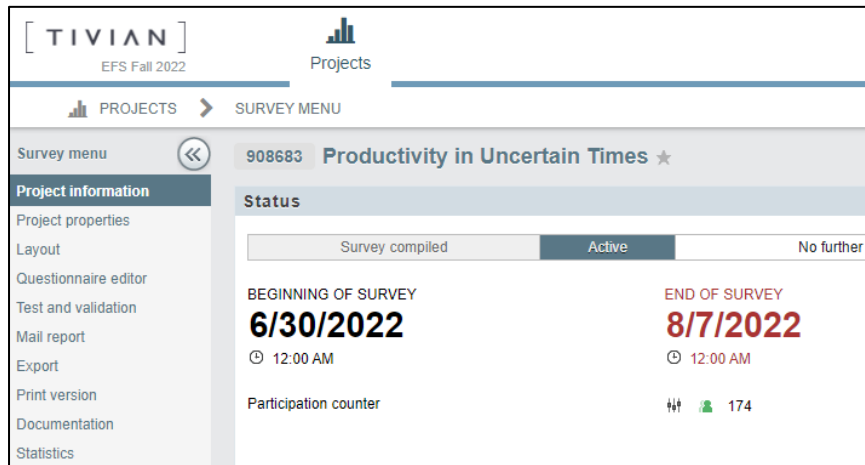 [ TIVIAN ]
EFS Fall 2022
Projects
PROJECTS
SURVEY MENU
Survey menu
Project information
Project properties
Layout
Questionnaire editor
Test and validation
Mail report
Export
Print version
Documentation
Statistics
908683 Productivity in Uncertain Times
Status
Survey compiled
Active
No further
BEGINNING OF SURVEY
6/30/2022
12:00 AM
END OF SURVEY
8/7/2022
12:00 AM
Participation counter
174